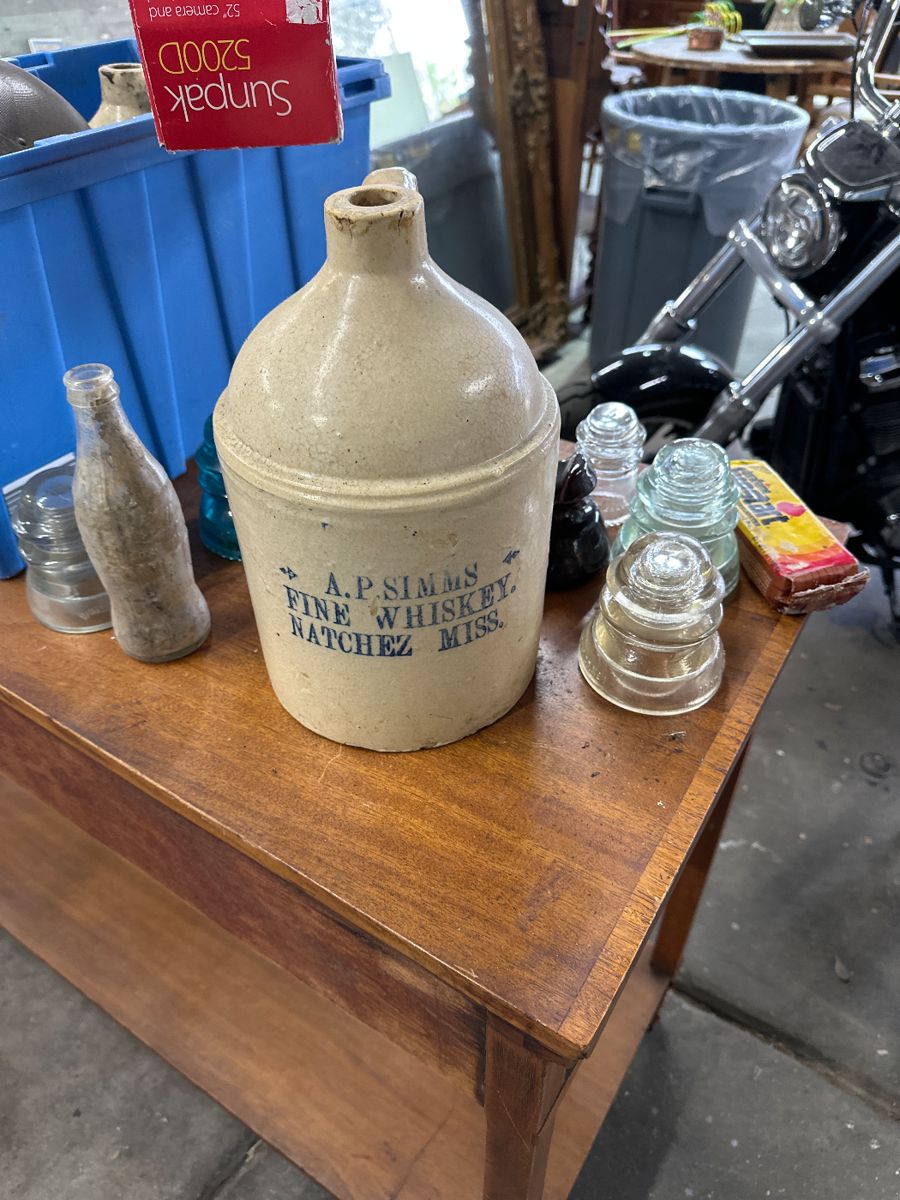 52" camera and
5200D
Sunpak
A.P.SIMMS
FINE WHISKEY.
NATCHEZ MISS.